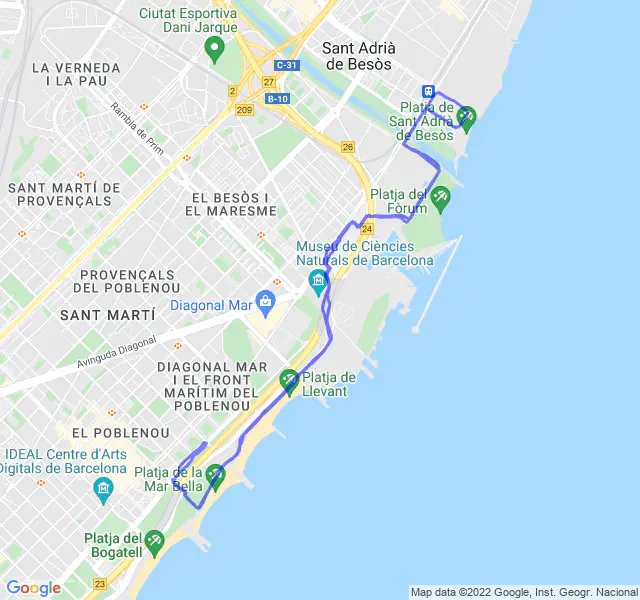 Ciutat Esportiva
Dani Jarque
Sant Adrià
de Besòs
C-31
LA VERNEDA
I LA PAU
27
2
B-10
209
Rambla de Prim
Platja de
Sant Adrià
de Besòs
26
SANT MARTÍ DE
PROVENÇALS
EL BESÒS I
EL MARESME
Platja del
Fòrum
24
Museu de Ciències
Naturals de Barcelona
PROVENÇALS
DEL POBLENOU
Diagonal Mar
SANT MARTÍ
Avinguda Diagonal
DIAGONAL MAR
I EL FRONT
MARÍTIM DEL
POBLENOU
Platja de
Llevant
EL POBLENOU
IDEAL Centre d'Arts
Digitals de Barcelona
Platja de la
Mar Bella
Platja del
Bogatell
23
Google
Map data ©2022 Google, Inst. Geogr. Nacional